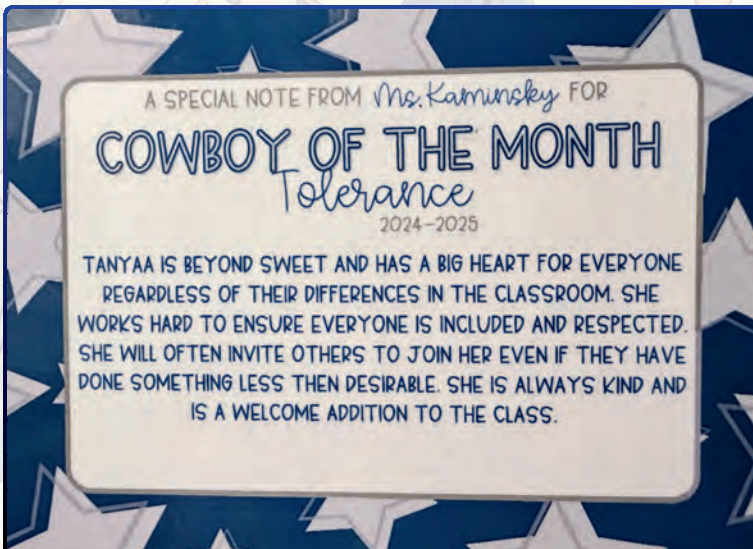 A SPECIAL NOTE FROM Ms. Kaminsky FOR
COWBOY OF THE MONTH
Tolerance
2024-2025
TANYAA IS BEYOND SWEET AND HAS A BIG HEART FOR EVERYONE
REGARDLESS OF THEIR DIFFERENCES IN THE CLASSROOM. SHE
WORKS HARD TO ENSURE EVERYONE IS INCLUDED AND RESPECTED.
SHE WILL OFTEN INVITE OTHERS TO JOIN HER EVEN IF THEY HAVE
DONE SOMETHING LESS THEN DESIRABLE. SHE IS ALWAYS KIND AND
IS A WELCOME ADDITION TO THE CLASS.